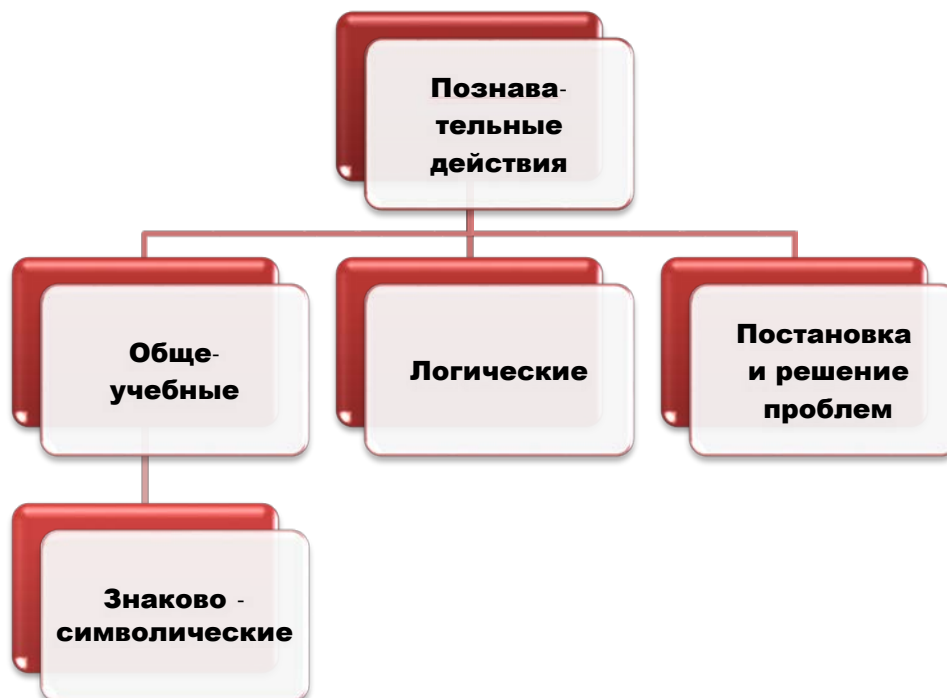 Познава-
тельные
действия
Обще-
учебные
Логические
Постановка
и решение
проблем
Знаково -
символические